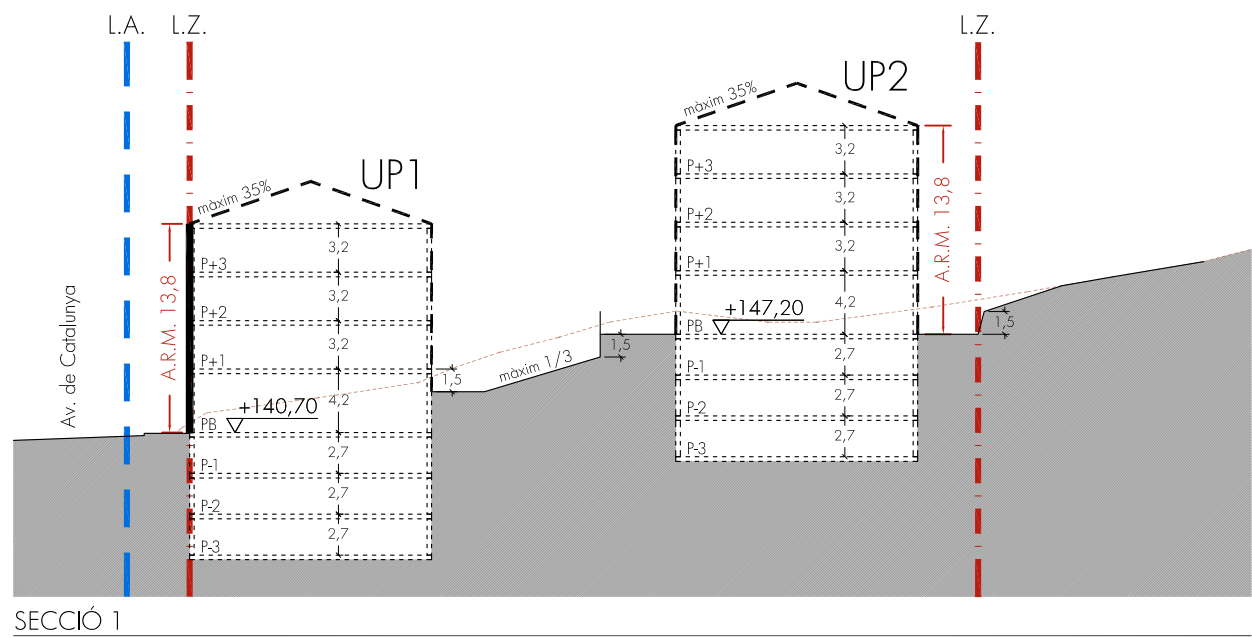 L.A.
L.Z.
L.Z.
UP2
màxim 35%
3,2
P+3
3,2
P+2
3,2
P+1
4,2
+147,20
PB
2,7
P-1
2,7
P-2
2,7
P-3
A.R.M. 13,8
1,5
UP1
màxim 35%
3,2
P+3
3,2
P+2
3,2
P+1
4,2
+140,70
PB
2,7
P-1
2,7
P-2
2,7
P-3
A.R.M. 13,8
Av. de Catalunya
1,5
màxim 1/3
1,5
SECCIÓ 1